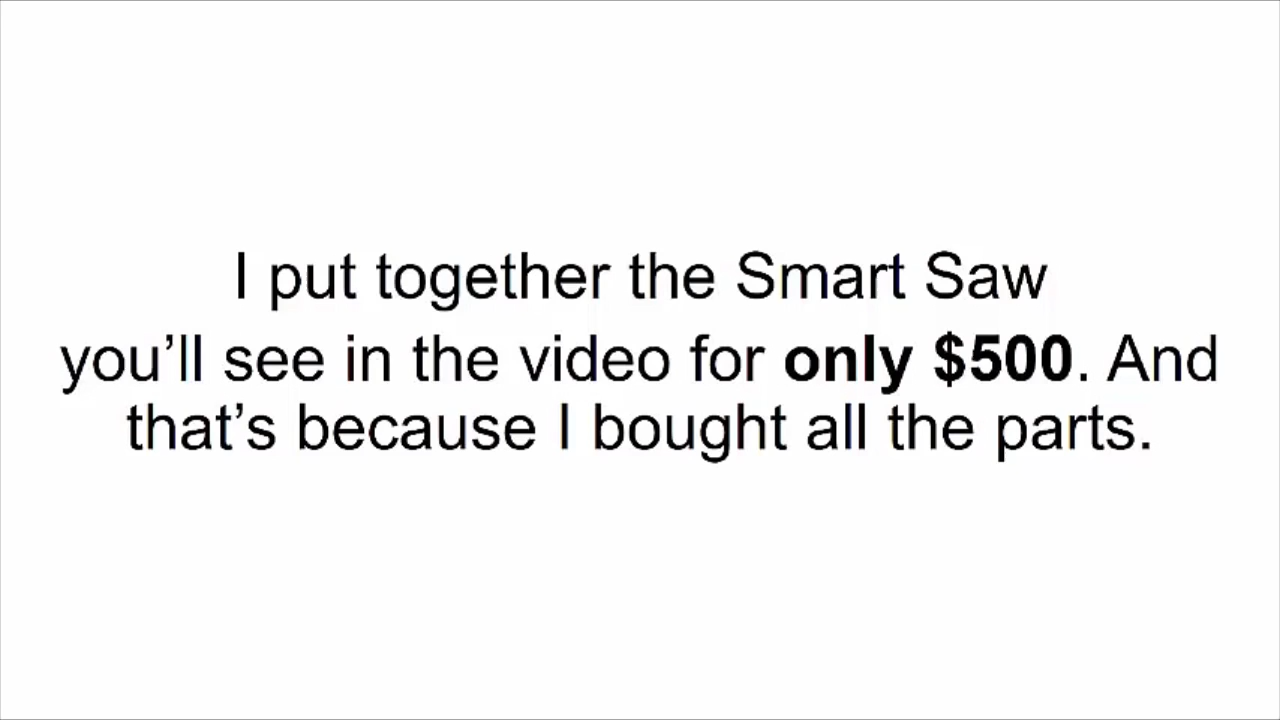 I put together the Smart Saw
you’ll see in the video for only $500. And
that’s because I bought all the parts.